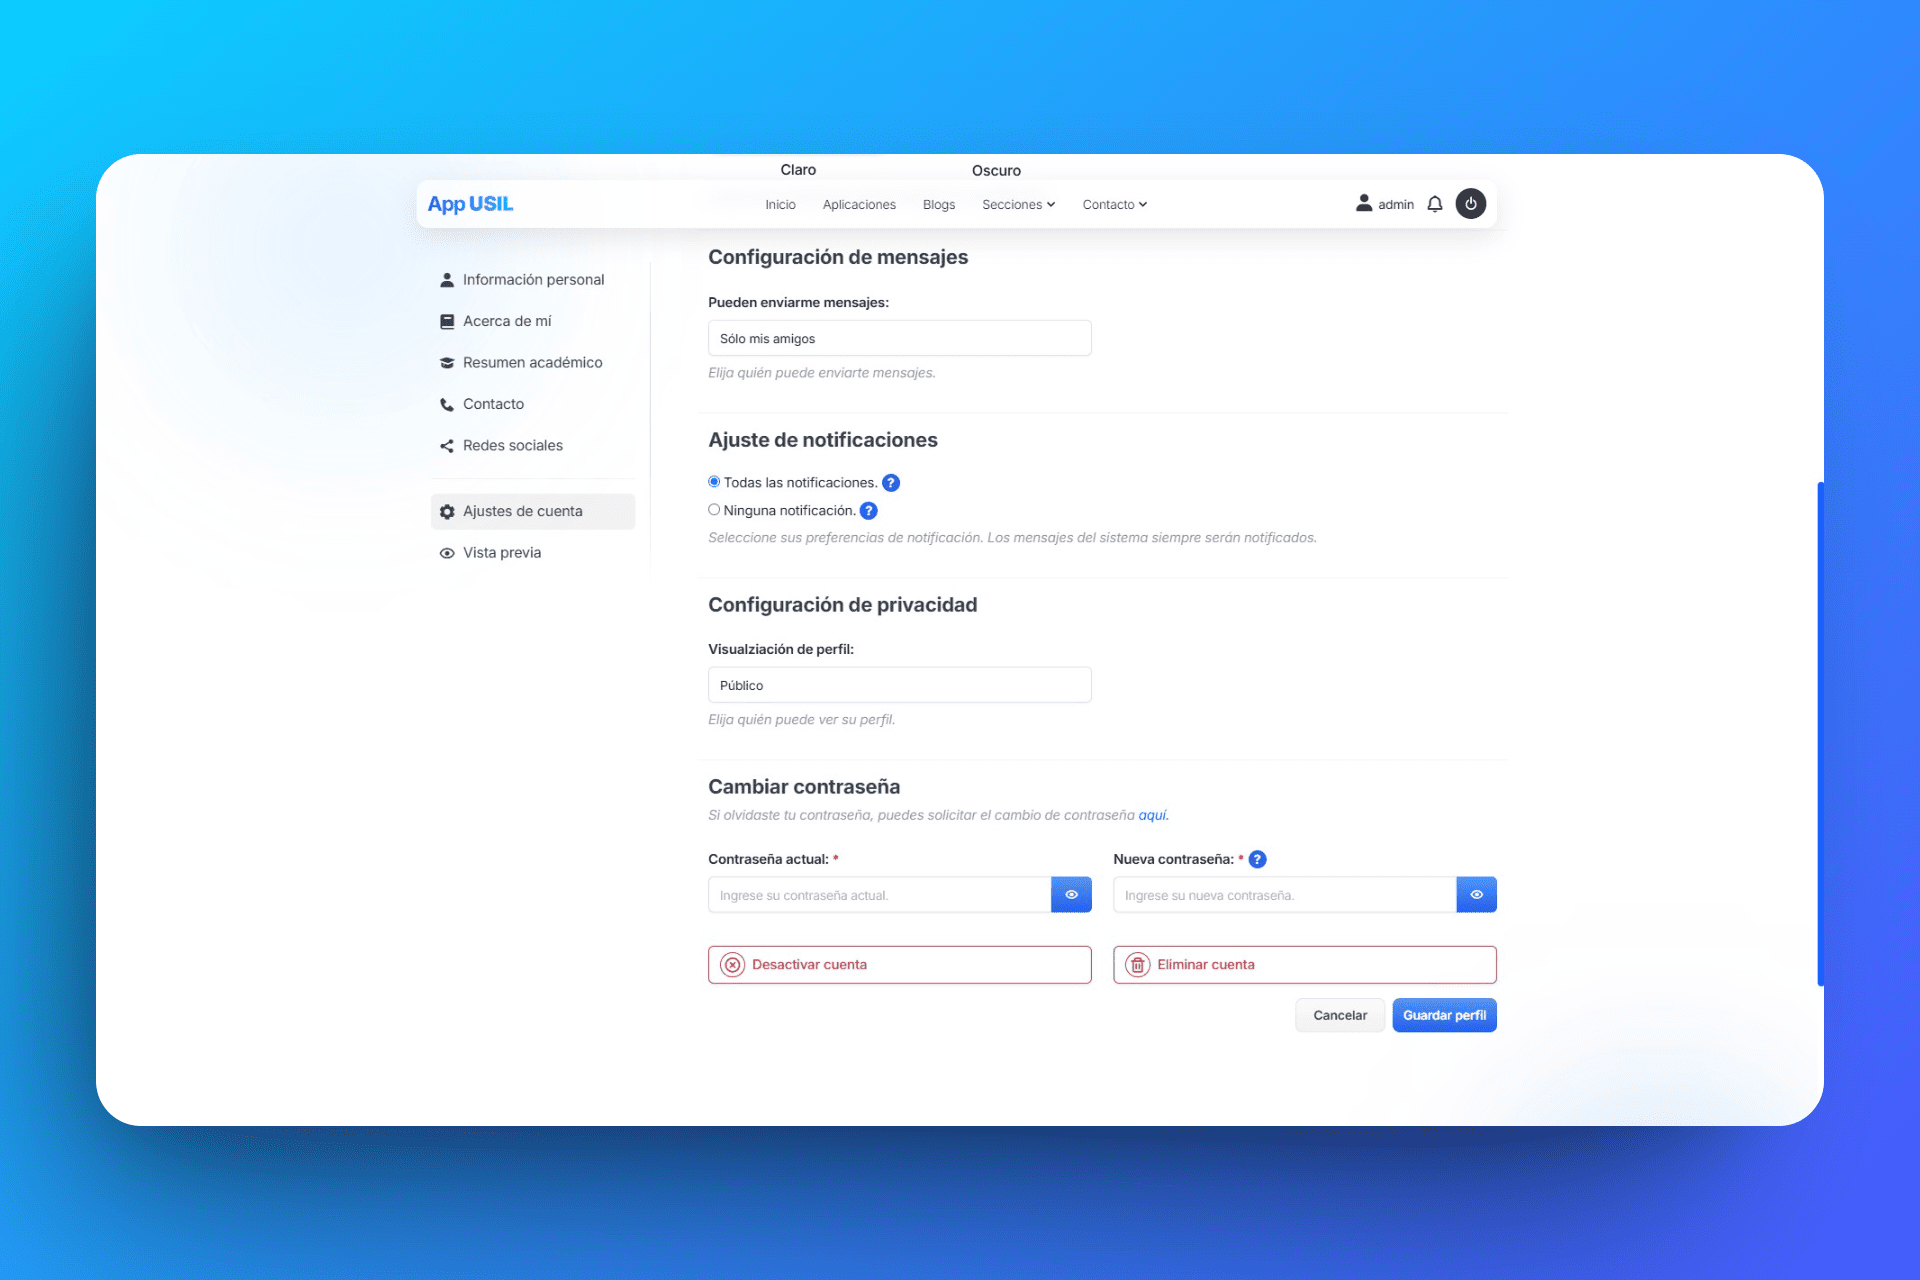 Claro Oscuro
App USIL Inicio Aplicaciones Blogs Secciones Contacto admin
Información personal
Acerca de mí
Resumen académico
Contacto
Redes sociales
Ajustes de cuenta
Vista previa
Configuración de mensajes
Pueden enviarme mensajes:
Sólo mis amigos
Elija quién puede enviarte mensajes.
Ajuste de notificaciones
Todas las notificaciones. ?
Ninguna notificación. ?
Seleccione sus preferencias de notificación. Los mensajes del sistema siempre serán notificados.
Configuración de privacidad
Visualziación de perfil:
Público
Elija quién puede ver su perfil.
Cambiar contraseña
Si olvidaste tu contraseña, puedes solicitar el cambio de contraseña aquí.
Contraseña actual: * Nueva contraseña: * ?
Ingrese su contraseña actual. Ingrese su nueva contraseña.
Desactivar cuenta Eliminar cuenta
Cancelar Guardar perfil